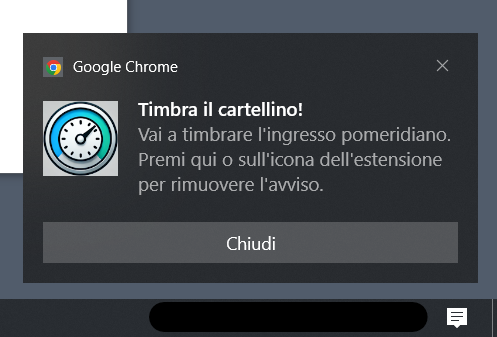 Google Chrome
Timbra il cartellino!
Vai a timbrare l'ingresso pomeridiano.
Premi qui o sull'icona dell'estensione
per rimuovere l'avviso.
Chiudi